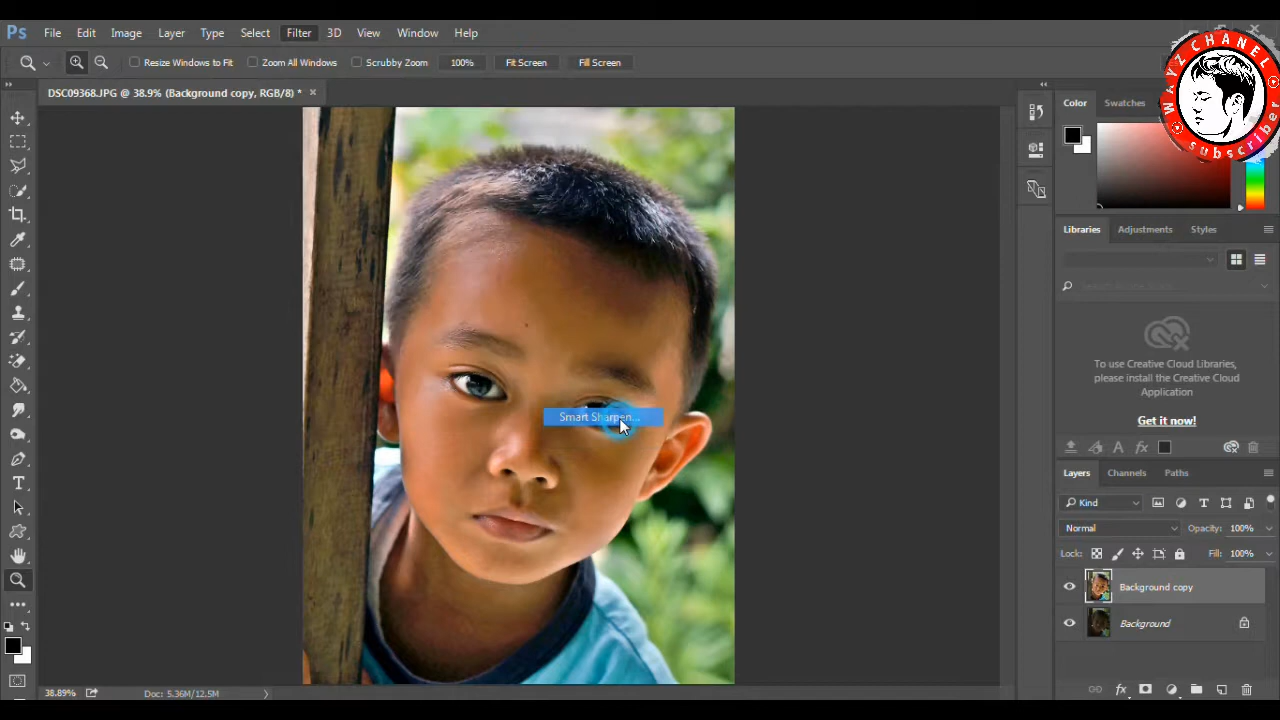 Ps File Edit Image Layer Type Select Filter 3D View Window Help
Resize Windows to Fit Zoom All Windows Scrubby Zoom 100% Fit Screen Fill Screen
DSC09368.JPG @ 38.9% (Background copy, RGB/8) * ×
WAYZ CHANEL
subscriber
Color Swatches
Libraries Adjustments Styles
To use Creative Cloud Libraries,
please install the Creative Cloud
Application
Get it now!
Smart Sharpen...
Layers Channels Paths
Kind
Normal Opacity: 100%
Lock: Fill: 100%
Background copy
Background
38.89% Doc: 5.36M/12.5M